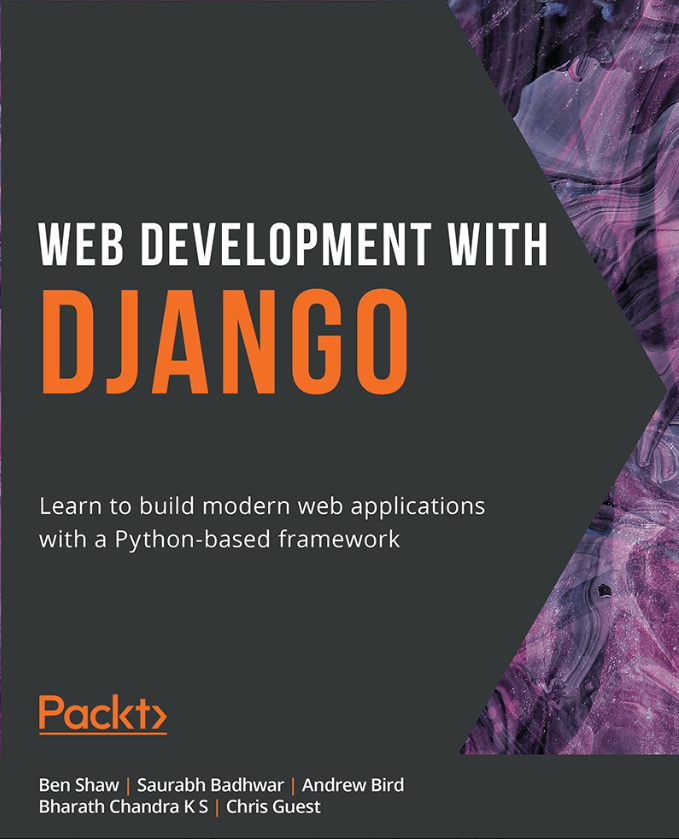 WEB DEVELOPMENT WITH
DJANGO
Learn to build modern web applications
with a Python-based framework
Packt>
Ben Shaw | Saurabh Badhwar | Andrew Bird
Bharath Chandra K S | Chris Guest